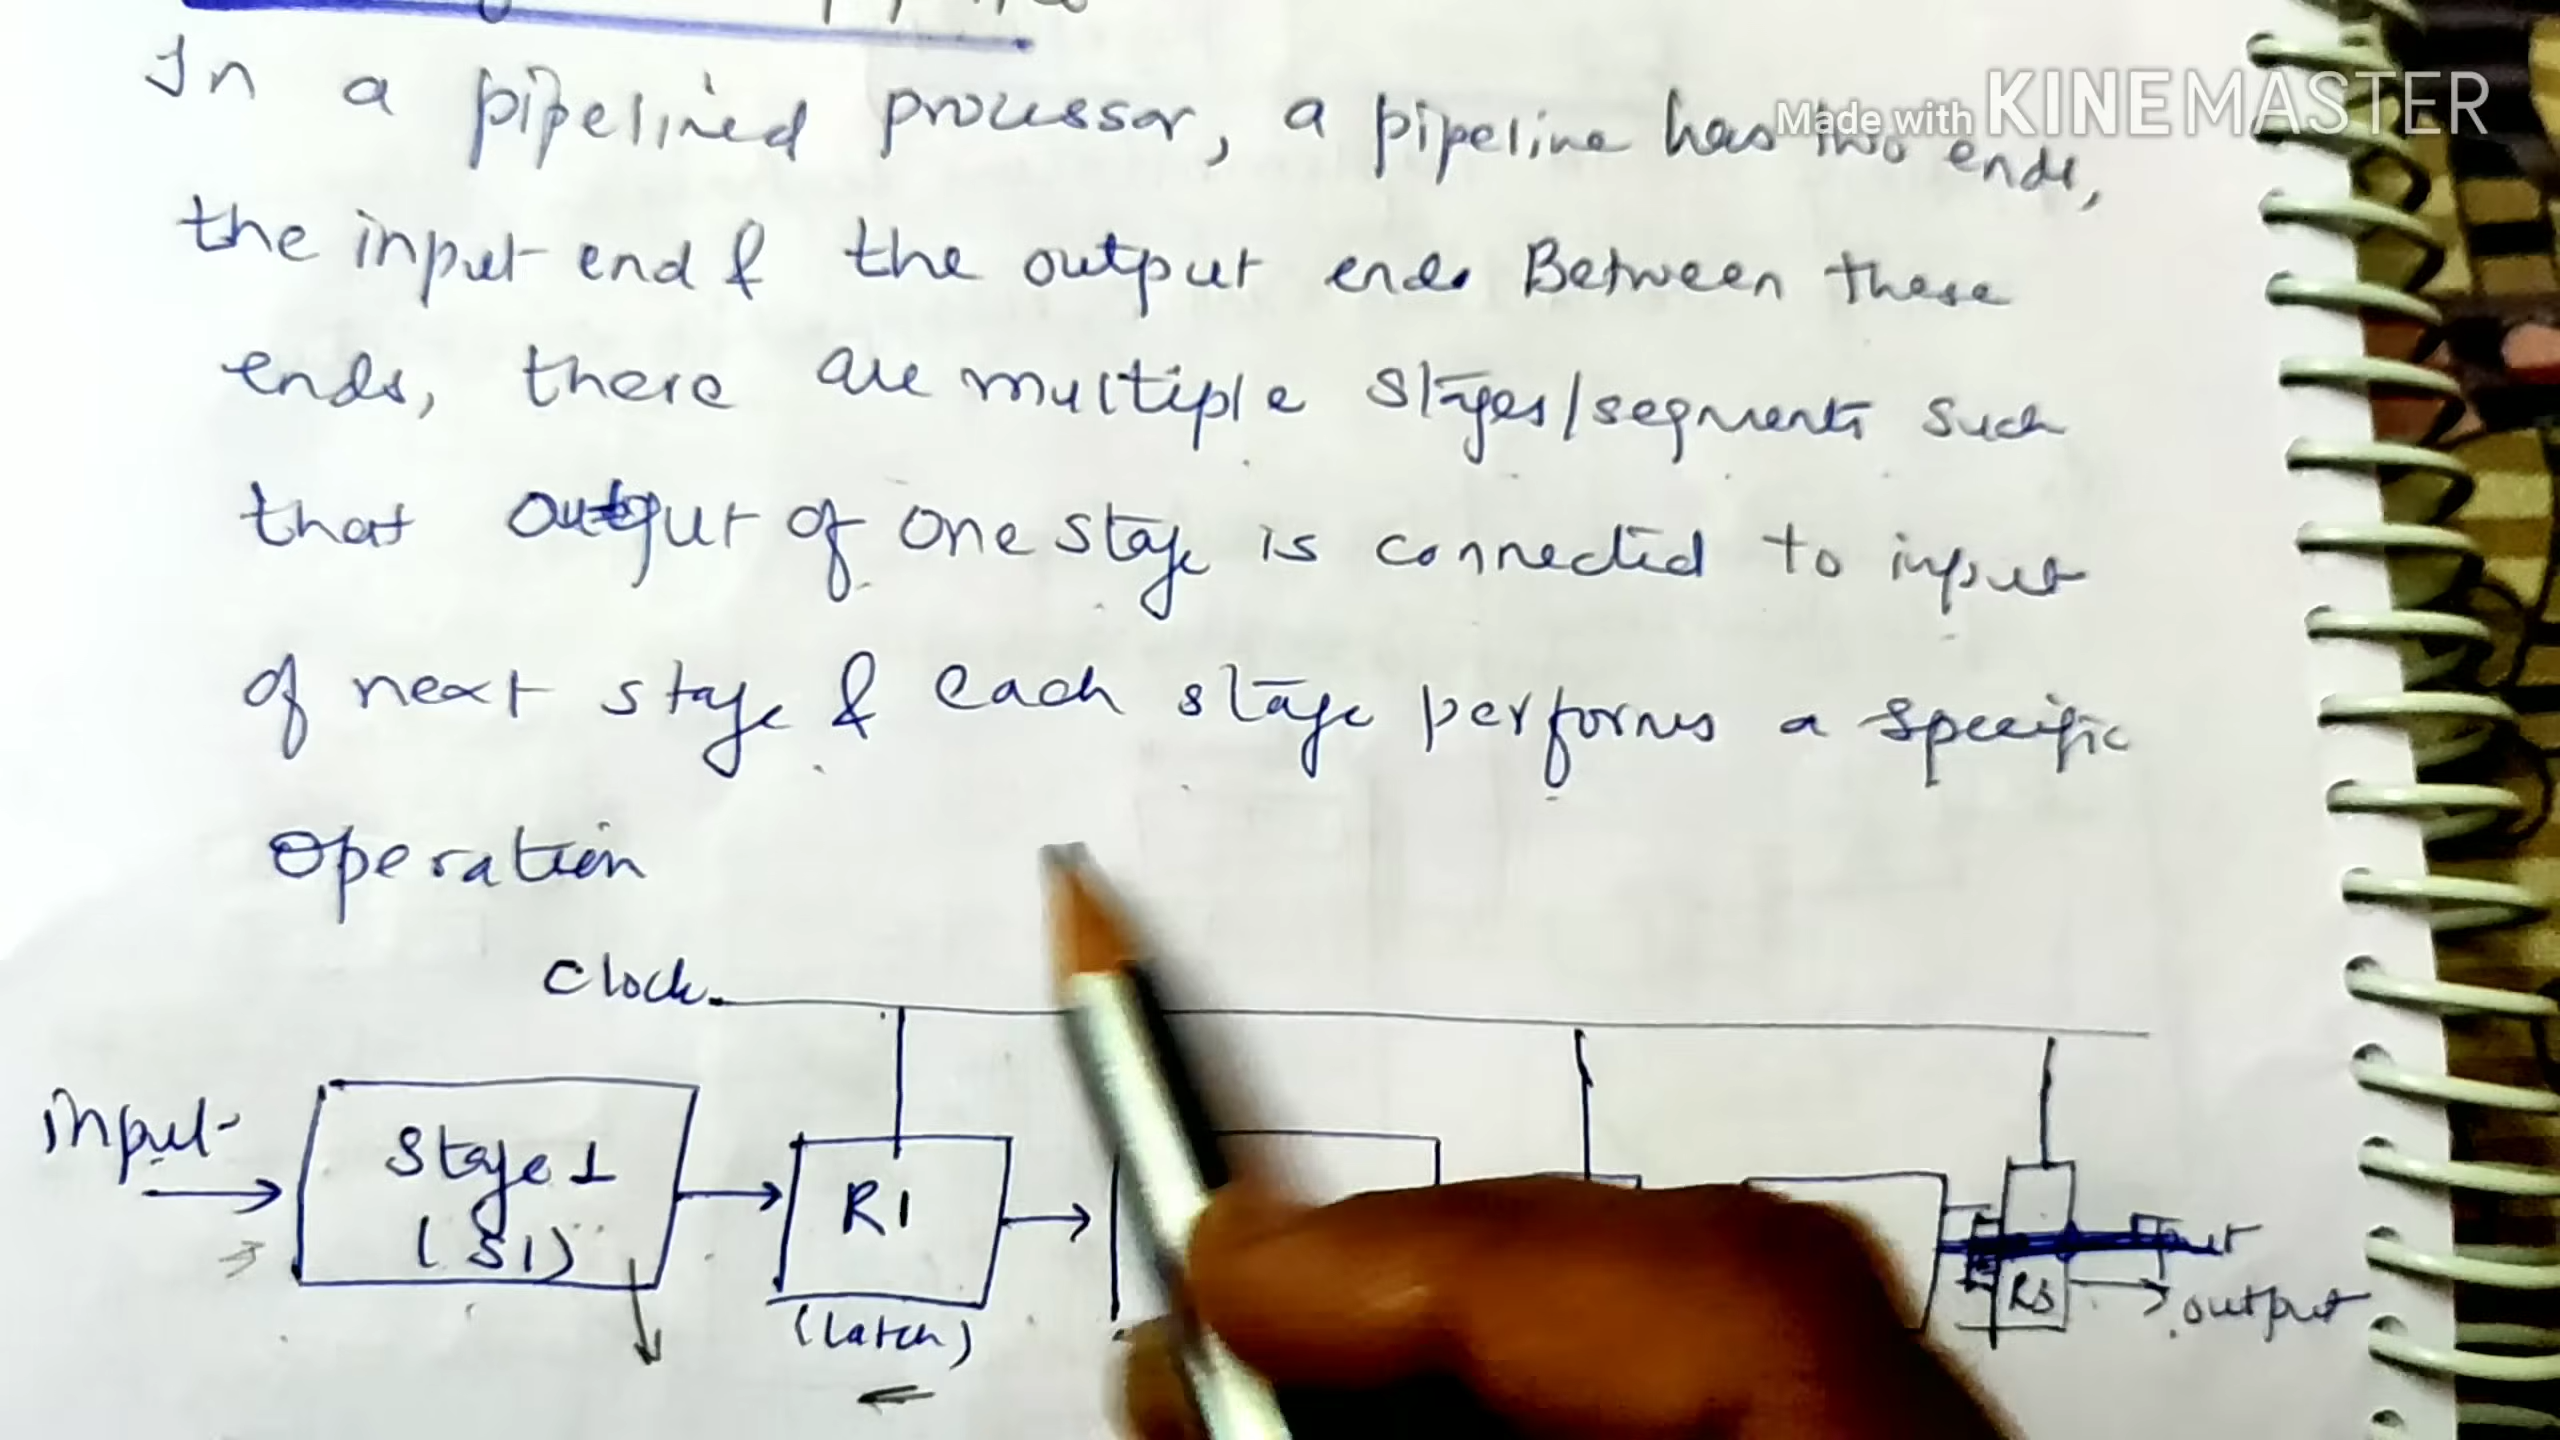 Made with KINEMASTER
In a pipelined processor, a pipeline has two ends,
the input end & the output end. Between these
ends, there are multiple stages/segments such
that output of one stage is connected to input
of next stage & each stage performs a specific
operation
Clock
input
Stage 1
(S1)
R1
(Latch)
R3
output